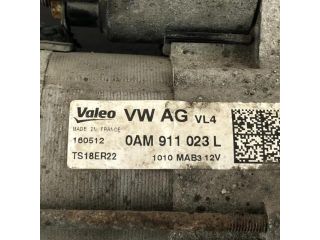 Valeo VW AG VL4
MADE IN FRANCE
160512 0AM 911 023 L
TS18ER22 1010 MAB3 12V